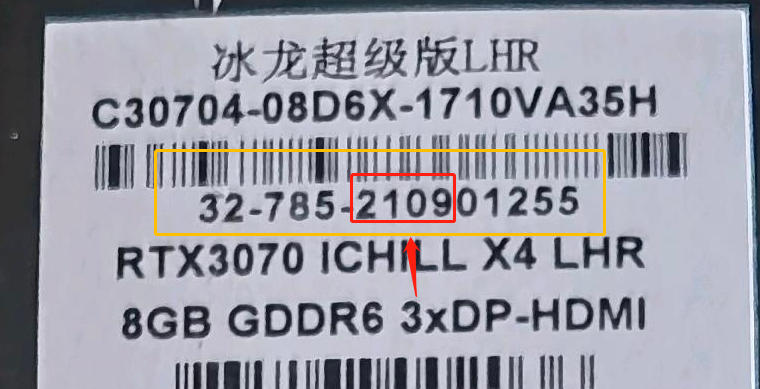 冰龙超级版LHR
C30704-08D6X-1710VA35H
32-785-210901255
RTX3070 ICHILL X4 LHR
8GB GDDR6 3xDP-HDMI